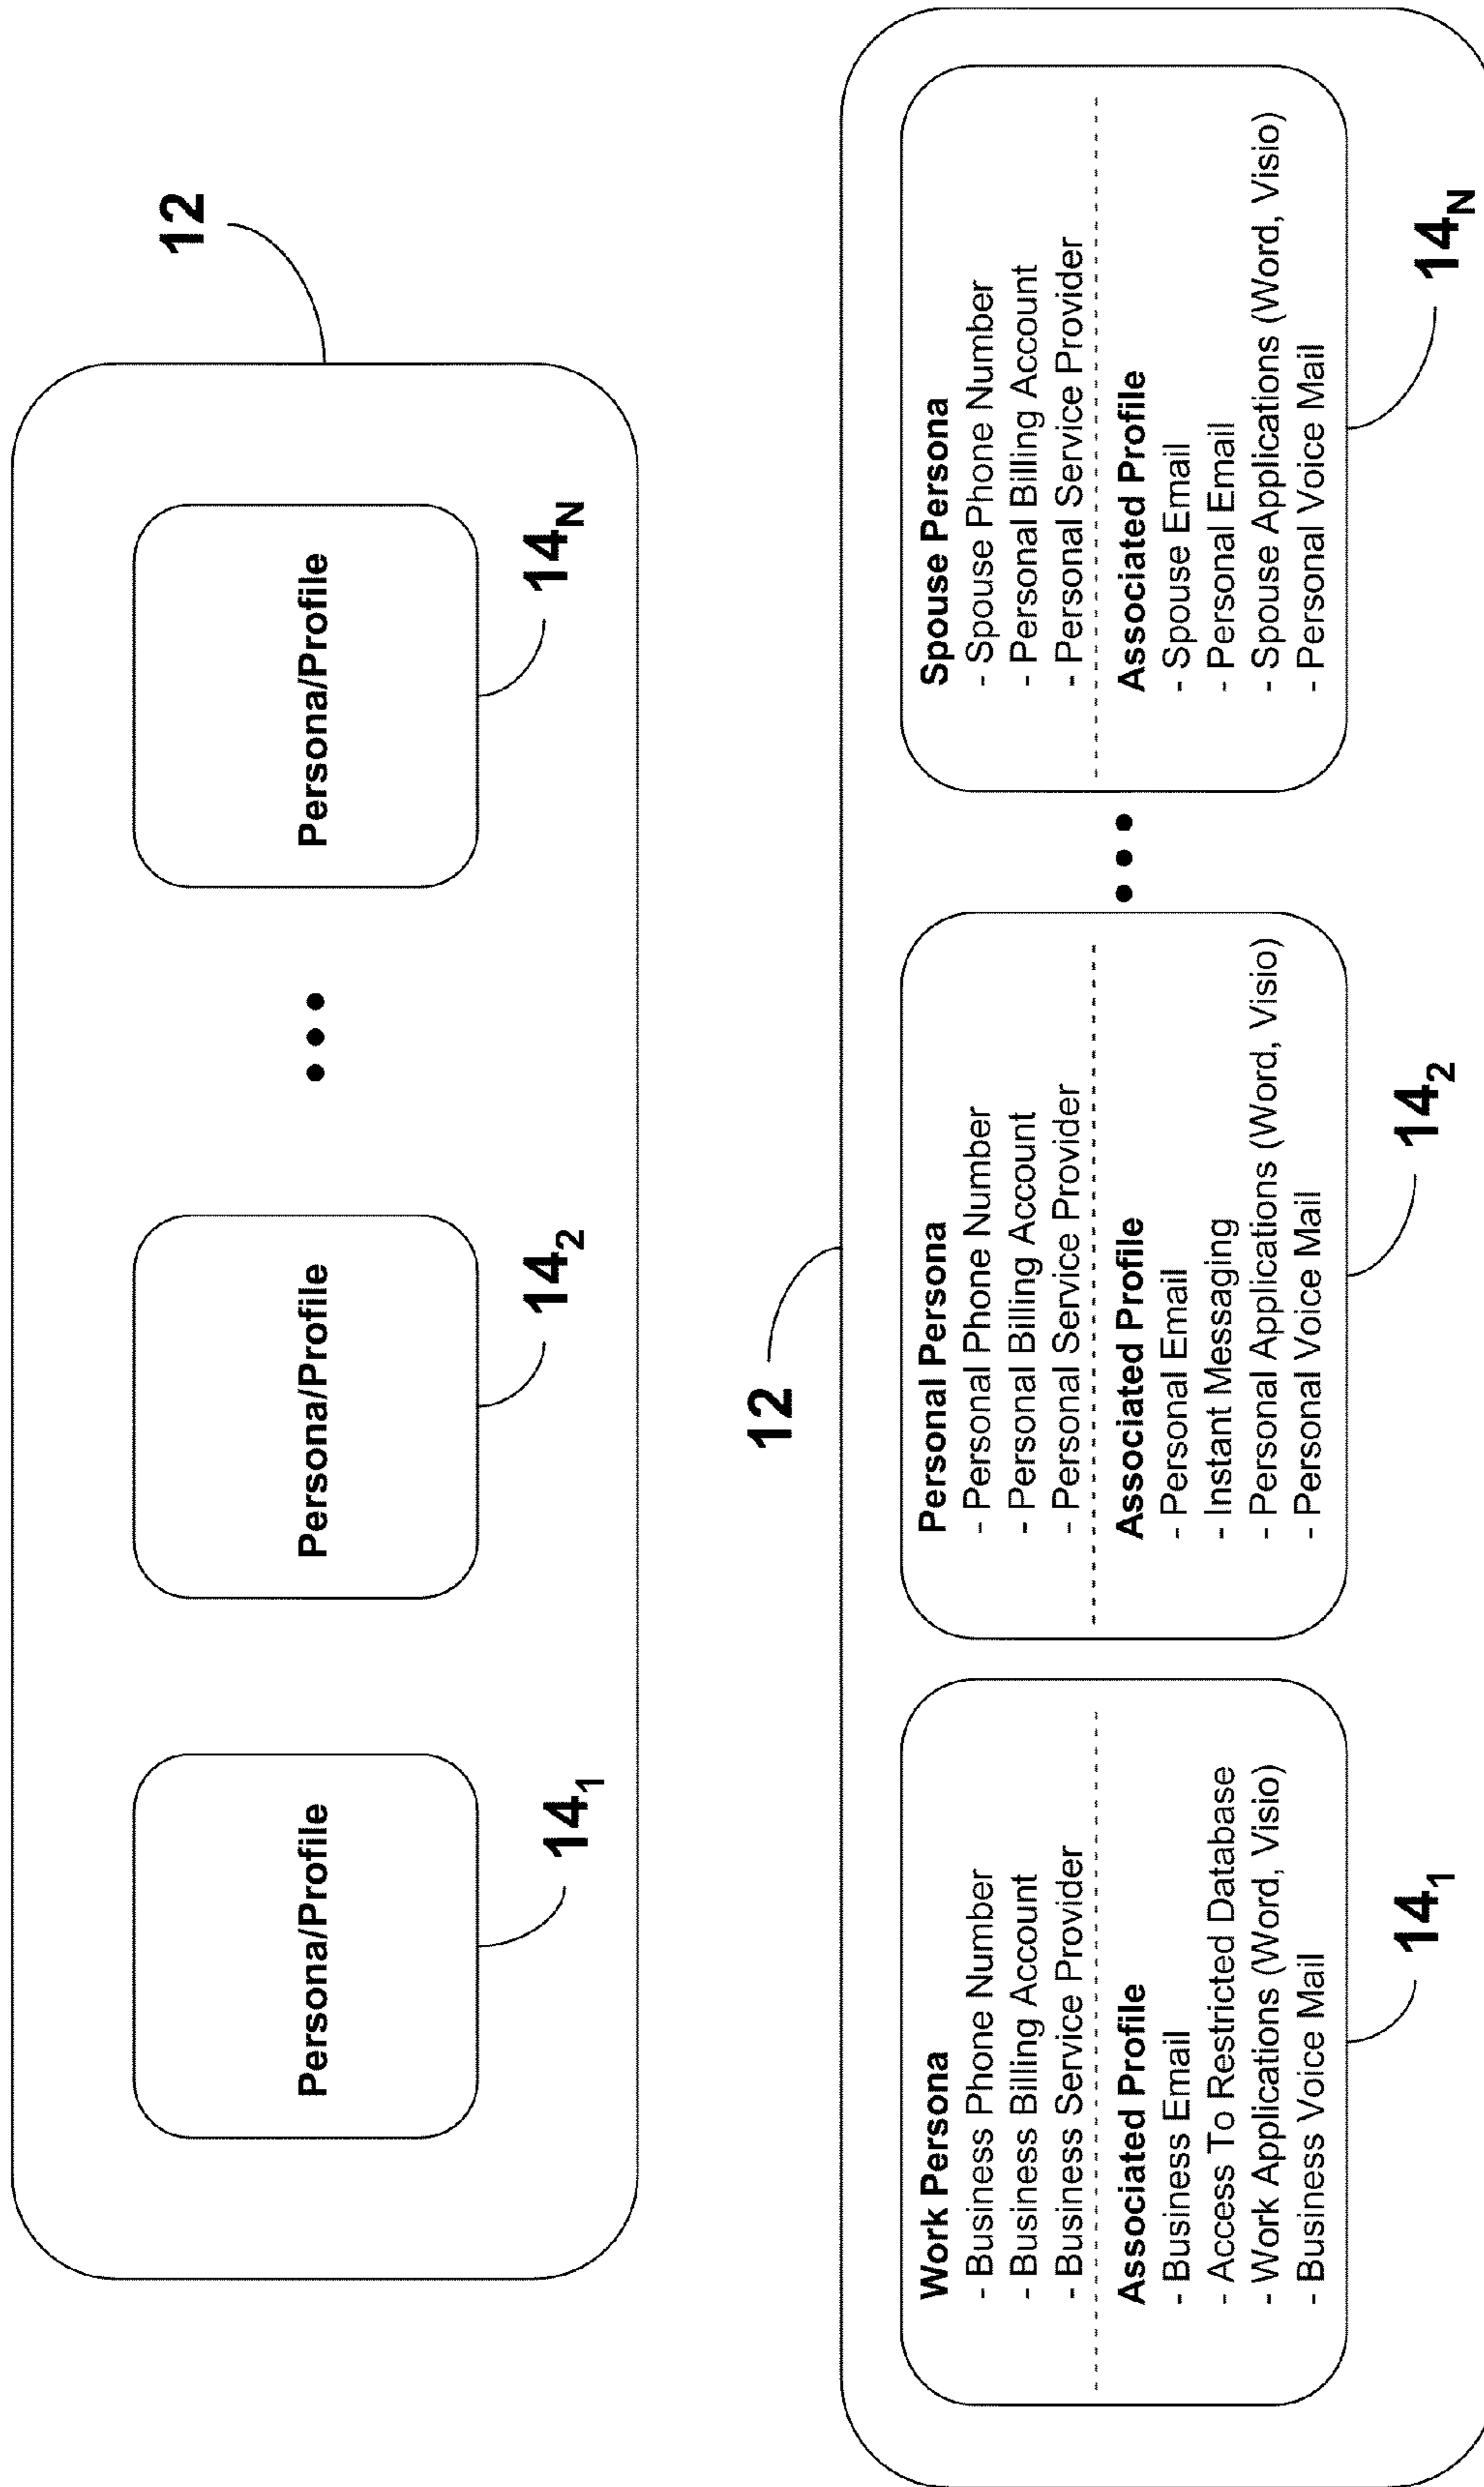 12
Persona/Profile
Persona/Profile
Persona/Profile
14₁
14₂
14N
12
Work Persona
- Business Phone Number
- Business Billing Account
- Business Service Provider
Associated Profile
- Business Email
- Access To Restricted Database
- Work Applications (Word, Visio)
- Business Voice Mail
14₁
Personal Persona
- Personal Phone Number
- Personal Billing Account
- Personal Service Provider
Associated Profile
- Personal Email
- Instant Messaging
- Personal Applications (Word, Visio)
- Personal Voice Mail
14₂
Spouse Persona
- Spouse Phone Number
- Personal Billing Account
- Personal Service Provider
Associated Profile
- Spouse Email
- Personal Email
- Spouse Applications (Word, Visio)
- Personal Voice Mail
14N